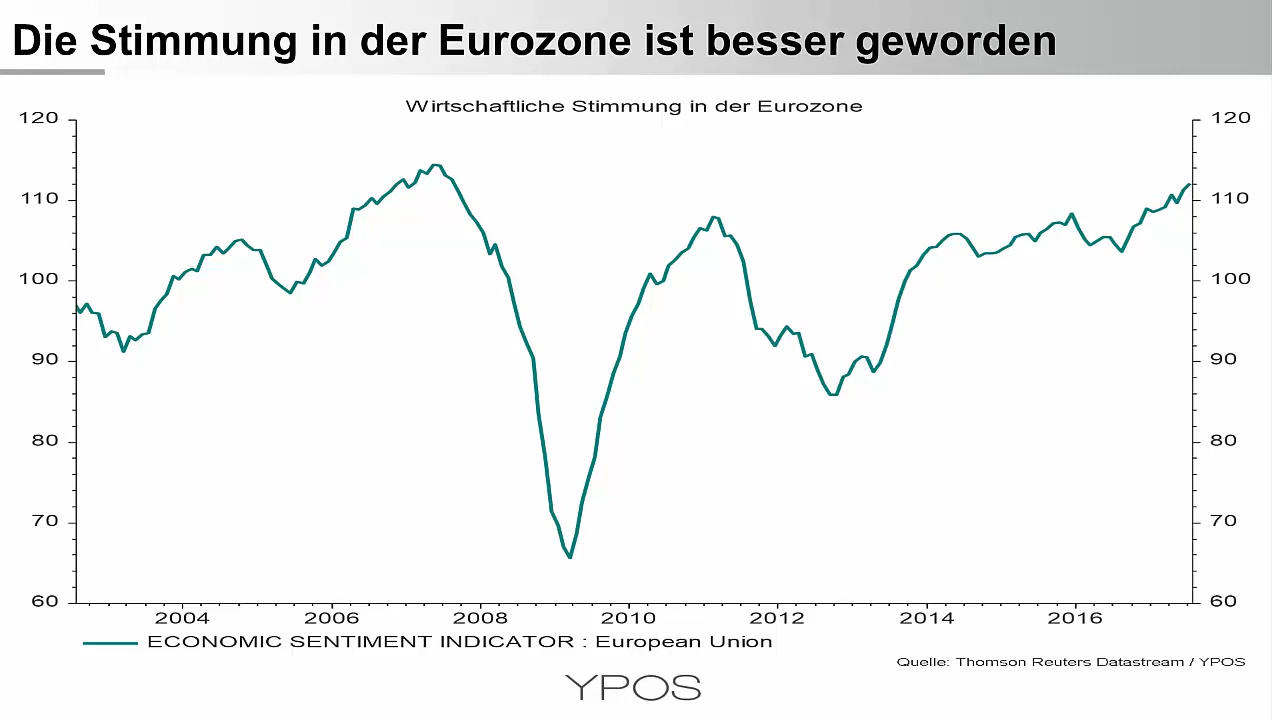 Die Stimmung in der Eurozone ist besser geworden
Wirtschaftliche Stimmung in der Eurozone
120 120
110 110
100 100
90 90
80 80
70 70
60 60
2004 2006 2008 2010 2012 2014 2016
ECONOMIC SENTIMENT INDICATOR : European Union
Quelle: Thomson Reuters Datastream / YPOS
YPOS